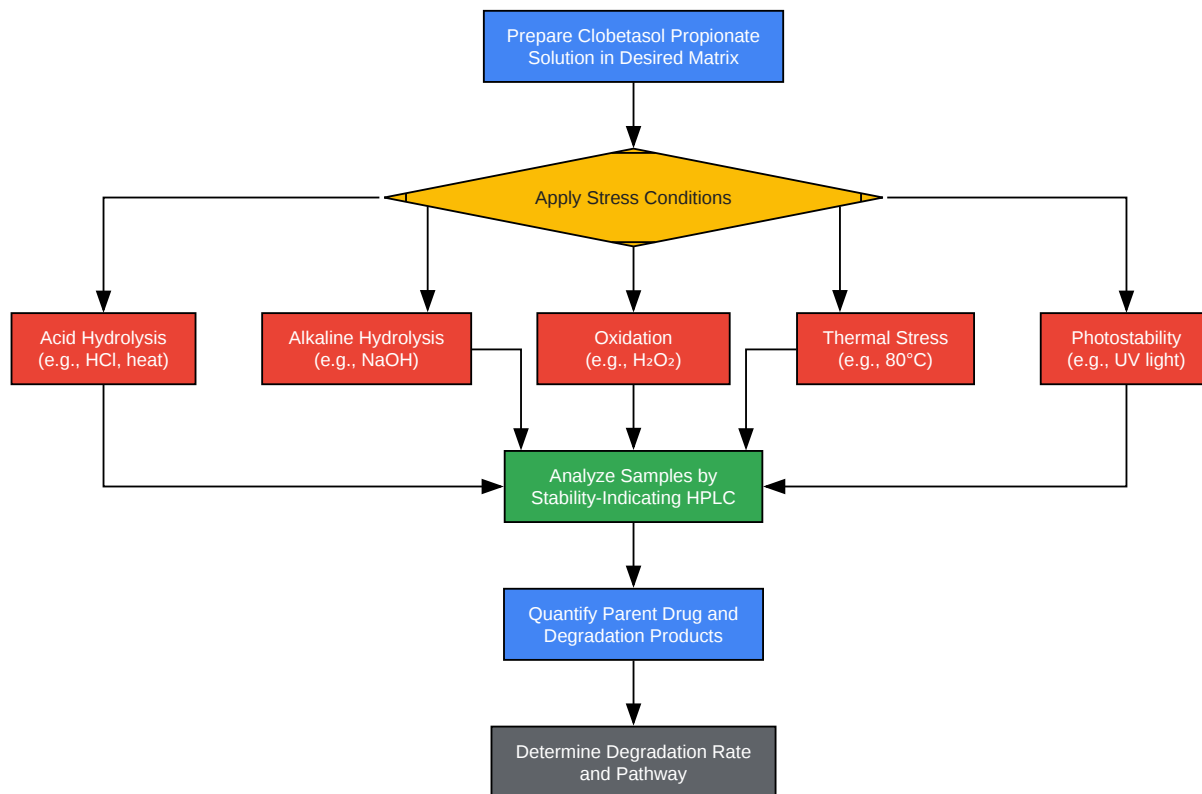 Prepare Clobetasol Propionate
Solution in Desired Matrix
Apply Stress Conditions
Acid Hydrolysis
(e.g., HCl, heat)
Alkaline Hydrolysis
(e.g., NaOH)
Oxidation
(e.g., H₂O₂)
Thermal Stress
(e.g., 80°C)
Photostability
(e.g., UV light)
Analyze Samples by
Stability-Indicating HPLC
Quantify Parent Drug and
Degradation Products
Determine Degradation Rate
and Pathway